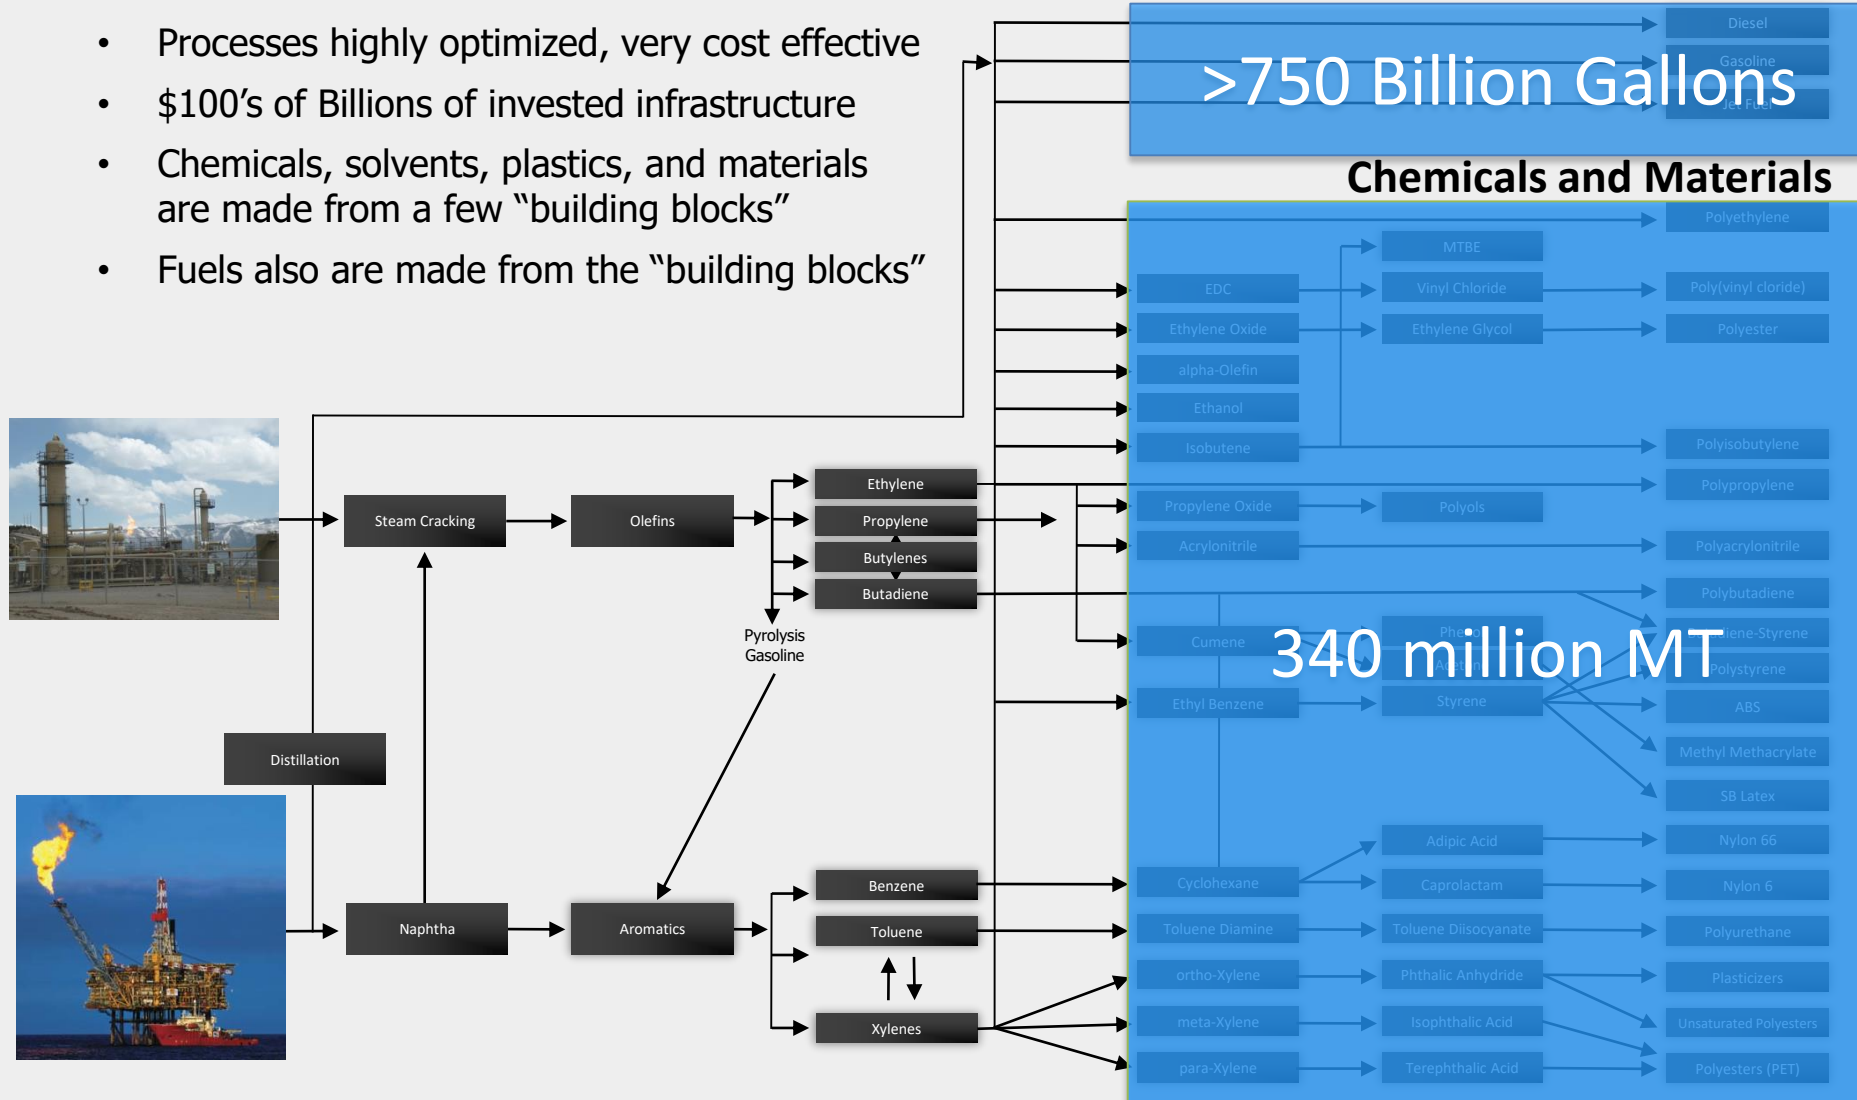 • Processes highly optimized, very cost effective
• $100’s of Billions of invested infrastructure
• Chemicals, solvents, plastics, and materials
are made from a few “building blocks”
• Fuels also are made from the “building blocks”
Diesel
Gasoline
Jet Fuel
>750 Billion Gallons
Chemicals and Materials
Polyethylene
MTBE
EDC
Vinyl Chloride
Poly(vinyl cloride)
Ethylene Oxide
Ethylene Glycol
Polyester
alpha-Olefin
Ethanol
Isobutene
Polyisobutylene
Steam Cracking
Olefins
Ethylene
Propylene
Butylenes
Butadiene
Pyrolysis
Gasoline
Polypropylene
Propylene Oxide
Polyols
Acrylonitrile
Polyacrylonitrile
Polybutadiene
Cumene
340 million MT
Polystyrene
Ethyl Benzene
Styrene
ABS
Methyl Methacrylate
SB Latex
Distillation
Naphtha
Aromatics
Benzene
Toluene
Xylenes
Adipic Acid
Nylon 66
Cyclohexane
Caprolactam
Nylon 6
Toluene Diamine
Toluene Diisocyanate
Polyurethane
ortho-Xylene
Phthalic Anhydride
Plasticizers
meta-Xylene
Isophthalic Acid
Unsaturated Polyesters
para-Xylene
Terephthalic Acid
Polyesters (PET)